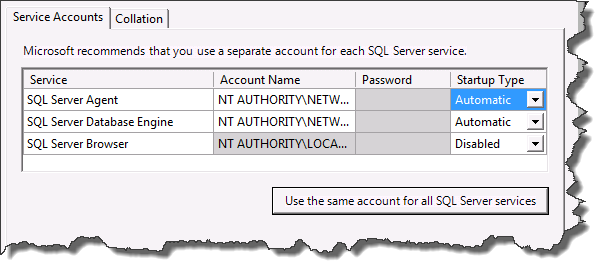 Service Accounts Collation
Microsoft recommends that you use a separate account for each SQL Server service.
Service Account Name Password Startup Type
SQL Server Agent NT AUTHORITY\NETW... Automatic
SQL Server Database Engine NT AUTHORITY\NETW... Automatic
SQL Server Browser NT AUTHORITY\LOCA... Disabled
Use the same account for all SQL Server services